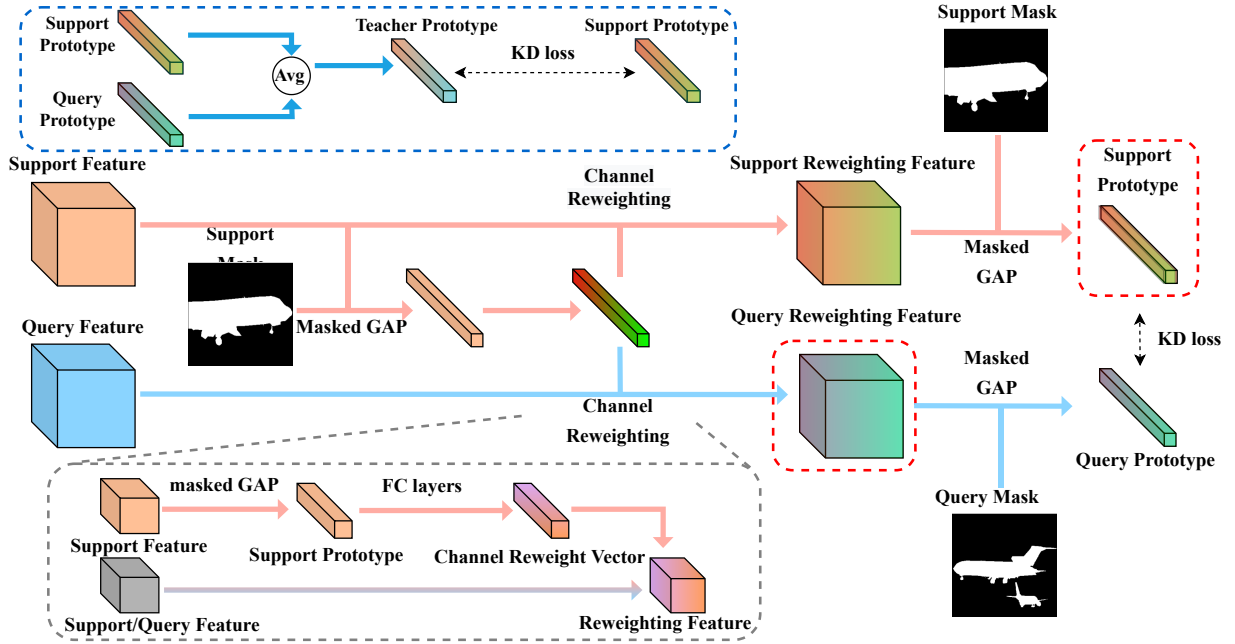 Support
Prototype
Avg
Query
Prototype
Teacher Prototype
KD loss
Support Prototype
Support Mask
Support Feature
Channel
Reweighting
Support Reweighting Feature
Support
Prototype
Support
Masked GAP
Masked
GAP
Query Feature
Query Reweighting Feature
KD loss
Masked
GAP
Channel
Reweighting
Query Prototype
Query Mask
masked GAP
FC layers
Support Feature
Support Prototype
Channel Reweight Vector
Support/Query Feature
Reweighting Feature